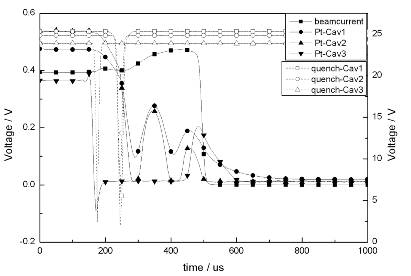 0.6
0.4
0.2
0.0
-0.2
Voltage / V
0
200
400
600
800
1000
time / us
25
20
15
10
5
0
Voltage / V
beamcurrent
Pt-Cav1
Pt-Cav2
Pt-Cav3
quench-Cav1
quench-Cav2
quench-Cav3